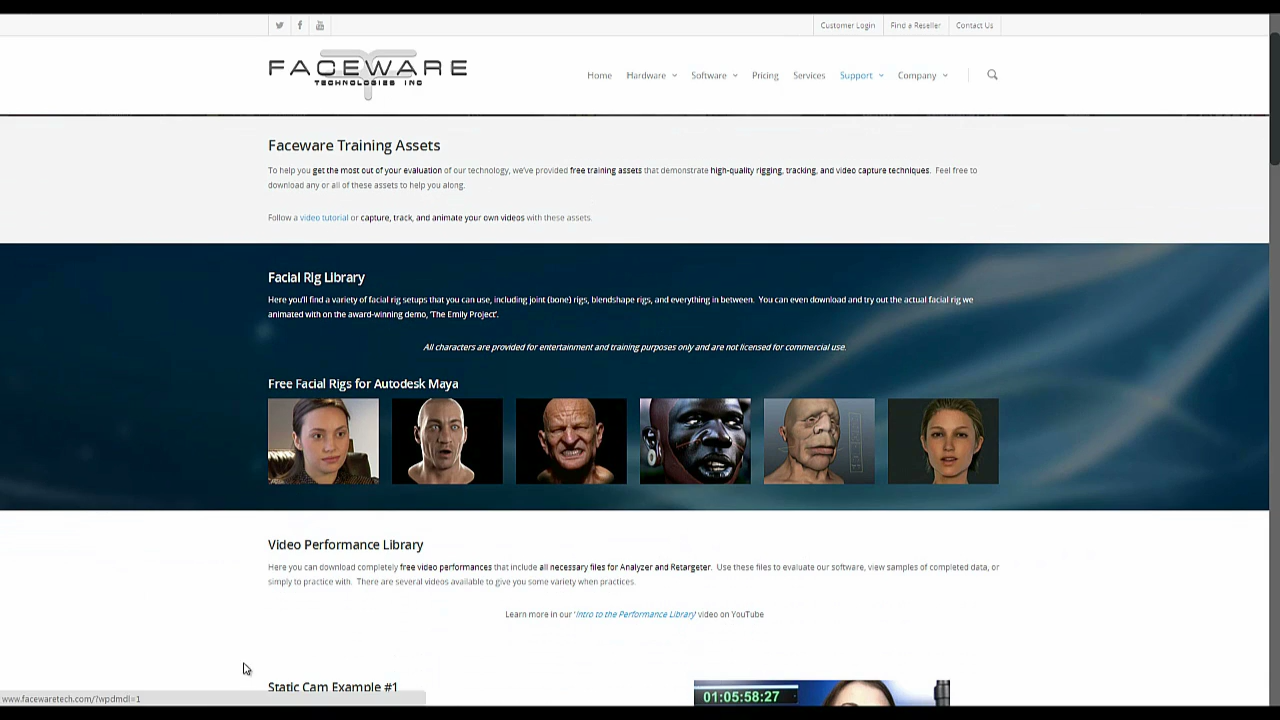 Customer Login
Find a Reseller
Contact Us
FACEWARE
TECHNOLOGIES INC
Home
Hardware
Software
Pricing
Services
Support
Company
Faceware Training Assets
To help you get the most out of your evaluation of our technology, we've provided free training assets that demonstrate high-quality rigging, tracking, and video capture techniques. Feel free to
download any or all of these assets to help you along.
Follow a video tutorial or capture, track, and animate your own videos with these assets.
Facial Rig Library
Here you'll find a variety of facial rig setups that you can use, including joint (bone) rigs, blendshape rigs, and everything in between. You can even download and try out the actual facial rig we
animated with on the award-winning demo, 'The Emily Project'.
All characters are provided for entertainment and training purposes only and are not licensed for commercial use.
Free Facial Rigs for Autodesk Maya
Video Performance Library
Here you can download completely free video performances that include all necessary files for Analyzer and Retargeter. Use these files to evaluate our software, view samples of completed data, or
simply to practice with. There are several videos available to give you some variety when practices.
Learn more in our 'Intro to the Performance Library' video on YouTube
Static Cam Example #1
01:05:58:27
www.facewaretech.com/?wpdmdl=1